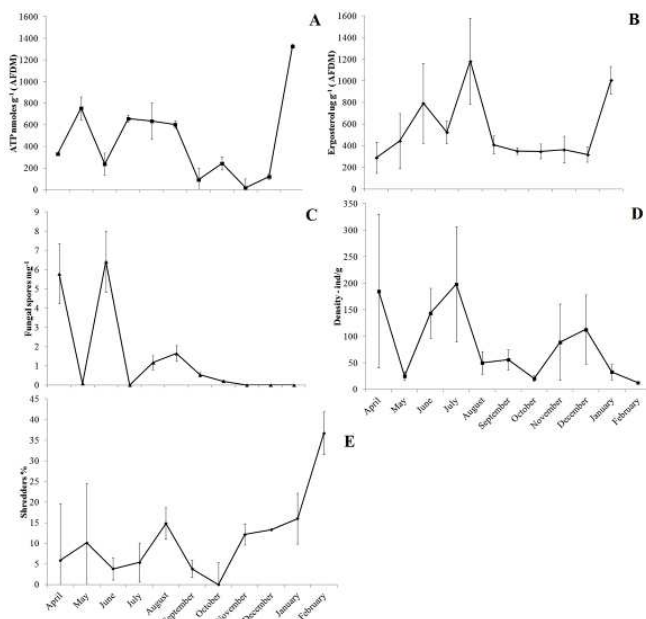 A
ATP nmoles g⁻¹ ( AFDM)
1600
1400
1200
1000
800
600
400
200
0
B
Ergosterol ug g⁻¹ ( AFDM)
1600
1400
1200
1000
800
600
400
200
0
C
Fungal spores mg⁻¹
9
8
7
6
5
4
3
2
1
0
D
Density - ind/g
350
300
250
200
150
100
50
0
April
May
June
July
August
September
October
November
December
January
February
E
Shredders %
45
40
35
30
25
20
15
10
5
0
April
May
June
July
August
September
October
November
December
January
February